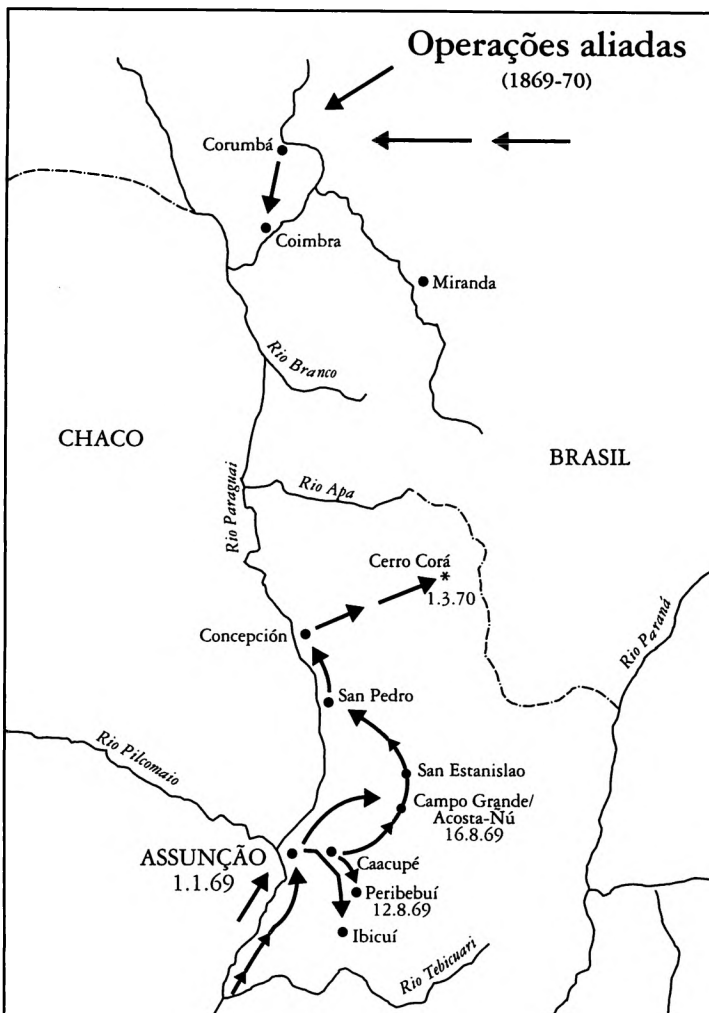 Operações aliadas
(1869-70)
Corumbá
Coimbra
Miranda
Rio Branco
CHACO
BRASIL
Rio Paraguai
Rio Apa
Cerro Corá
*
1.3.70
Rio Paraná
Concepción
San Pedro
Rio Pilcomaio
San Estanislao
Campo Grande/
Acosta-Ñú
16.8.69
ASSUNÇÃO
1.1.69
Caacupé
Peribebuí
12.8.69
Ibicuí
Rio Tebicuari